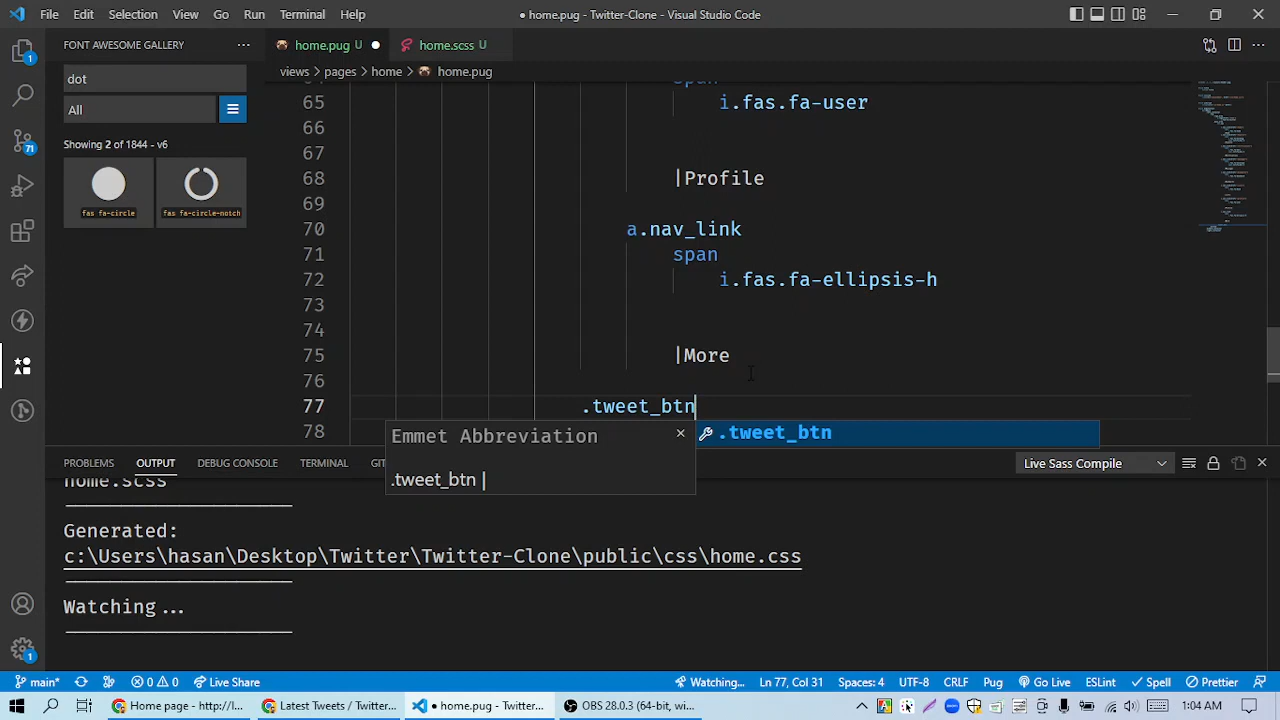 File Edit Selection View Go Run Terminal Help
● home.pug - Twitter-Clone - Visual Studio Code
FONT AWESOME GALLERY
home.pug U
home.scss U
dot
All
Showing 2 of 1844 - v6
fas fa-circle
fas fa-circle-notch
views > pages > home > home.pug
65 i.fas.fa-user
66
67
68 |Profile
69
70 a.nav_link
71 span
72 i.fas.fa-ellipsis-h
73
74
75 |More
76
77 .tweet_btn
78
Emmet Abbreviation
.tweet_btn |
.tweet_btn
PROBLEMS OUTPUT DEBUG CONSOLE TERMINAL
Live Sass Compile
home.scss
Generated:
c:\Users\hasan\Desktop\Twitter\Twitter-Clone\public\css\home.css
Watching...
1
71
1
main* 0 0 Live Share
Watching... Ln 77, Col 31 Spaces: 4 UTF-8 CRLF Pug Go Live ESLint Spell Prettier
Home page - http://l...
Latest Tweets / Twitter...
● home.pug - Twitter-...
OBS 28.0.3 (64-bit, wi...
1:04 AM